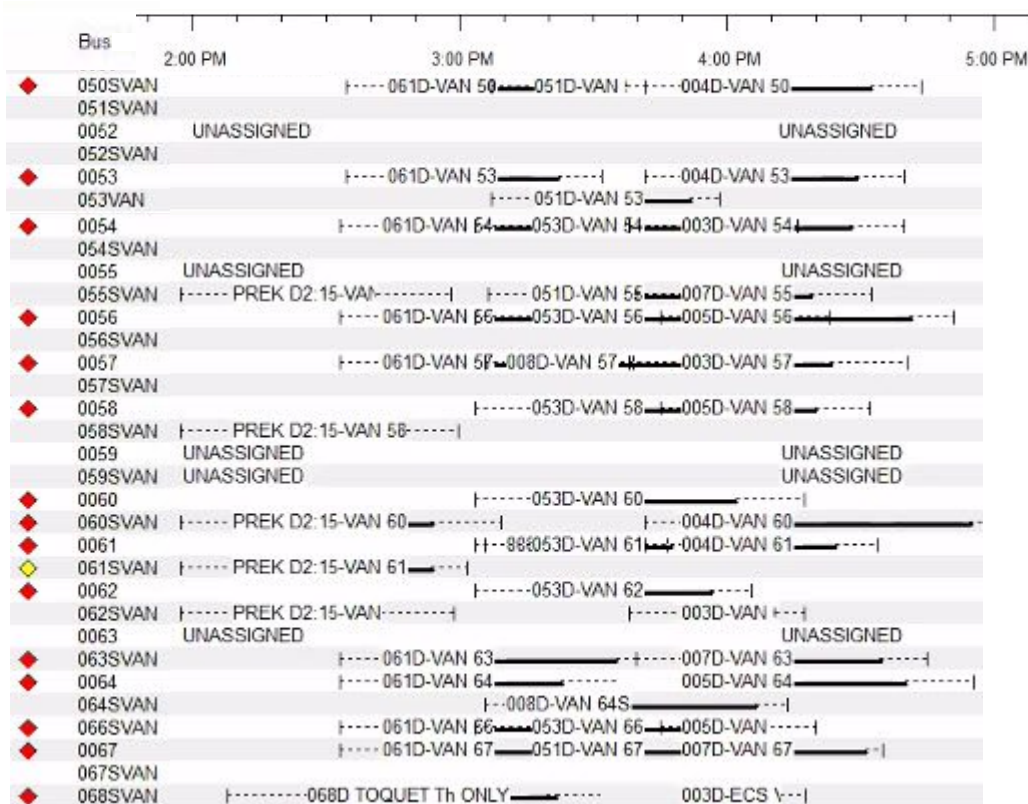 Bus
2:00 PM 3:00 PM 4:00 PM 5:00 PM
050SVAN 061D-VAN 50 051D-VAN 004D-VAN 50
051SVAN
0052 UNASSIGNED UNASSIGNED
052SVAN
0053 061D-VAN 53 004D-VAN 53
053VAN 051D-VAN 53
0054 061D-VAN 54 053D-VAN 54 003D-VAN 54
054SVAN
0055 UNASSIGNED UNASSIGNED
055SVAN PREK D2:15-VAN 051D-VAN 55 007D-VAN 55
0056 061D-VAN 56 053D-VAN 56 005D-VAN 56
056SVAN
0057 061D-VAN 57 008D-VAN 57 003D-VAN 57
057SVAN
0058 053D-VAN 58 005D-VAN 58
058SVAN PREK D2:15-VAN 58
0059 UNASSIGNED UNASSIGNED
059SVAN UNASSIGNED UNASSIGNED
0060 053D-VAN 60
060SVAN PREK D2:15-VAN 60 004D-VAN 60
0061 053D-VAN 61 004D-VAN 61
061SVAN PREK D2:15-VAN 61
0062 053D-VAN 62
062SVAN PREK D2:15-VAN 003D-VAN
0063 UNASSIGNED UNASSIGNED
063SVAN 061D-VAN 63 007D-VAN 63
0064 061D-VAN 64 005D-VAN 64
064SVAN 008D-VAN 64S
066SVAN 061D-VAN 66 053D-VAN 66 005D-VAN
0067 061D-VAN 67 051D-VAN 67 007D-VAN 67
067SVAN
068SVAN 068D TOQUET Th ONLY 003D-ECS